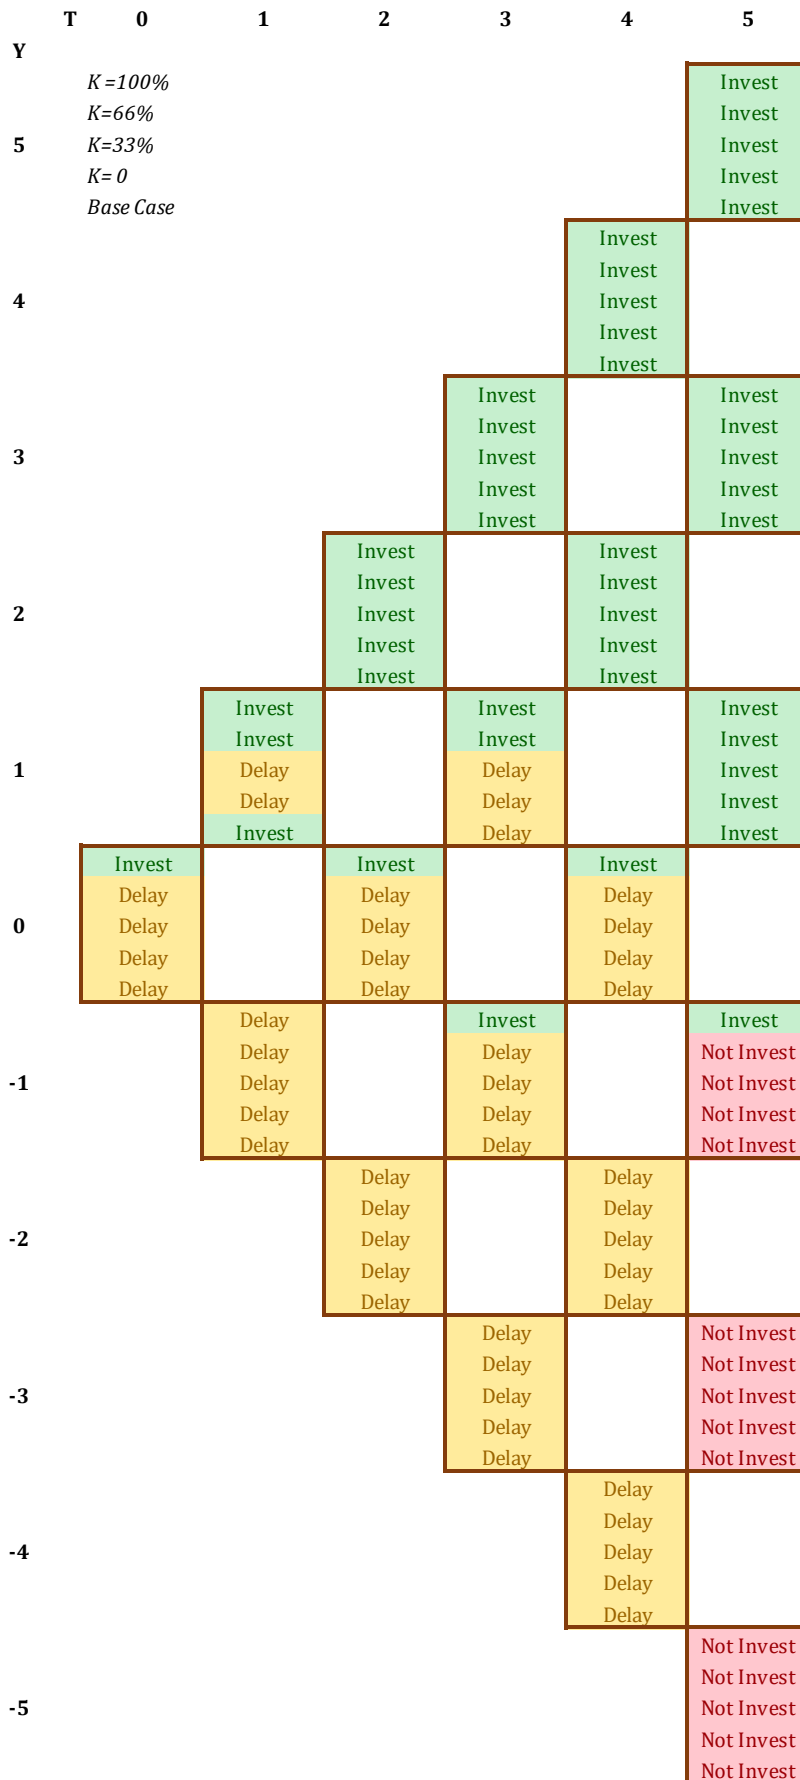 T 0 1 2 3 4 5
Y
K =100% Invest
K=66% Invest
5 K=33% Invest
K= 0 Invest
Base Case Invest
Invest
Invest
4 Invest
Invest
Invest
Invest Invest
Invest Invest
3 Invest Invest
Invest Invest
Invest Invest
Invest Invest
Invest Invest
2 Invest Invest
Invest Invest
Invest Invest
Invest Invest Invest
Invest Invest Invest
1 Delay Delay Invest
Delay Delay Invest
Invest Delay Invest
Invest Invest Invest
Delay Delay Delay
0 Delay Delay Delay
Delay Delay Delay
Delay Delay Delay
Delay Invest Invest
Delay Delay Not Invest
-1 Delay Delay Not Invest
Delay Delay Not Invest
Delay Delay Not Invest
Delay Delay
Delay Delay
-2 Delay Delay
Delay Delay
Delay Delay
Delay Not Invest
Delay Not Invest
-3 Delay Not Invest
Delay Not Invest
Delay Not Invest
Delay
Delay
-4 Delay
Delay
Delay
Not Invest
Not Invest
-5 Not Invest
Not Invest
Not Invest